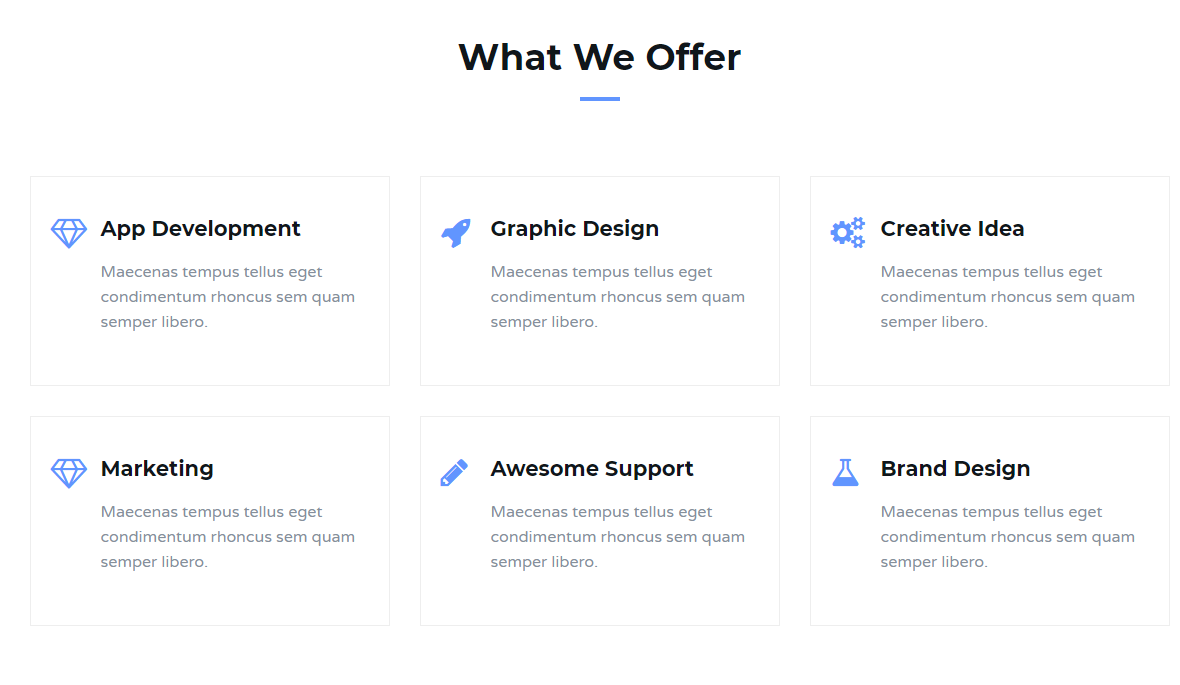 What We Offer
App Development
Maecenas tempus tellus eget
condimentum rhoncus sem quam
semper libero.
Graphic Design
Maecenas tempus tellus eget
condimentum rhoncus sem quam
semper libero.
Creative Idea
Maecenas tempus tellus eget
condimentum rhoncus sem quam
semper libero.
Marketing
Maecenas tempus tellus eget
condimentum rhoncus sem quam
semper libero.
Awesome Support
Maecenas tempus tellus eget
condimentum rhoncus sem quam
semper libero.
Brand Design
Maecenas tempus tellus eget
condimentum rhoncus sem quam
semper libero.